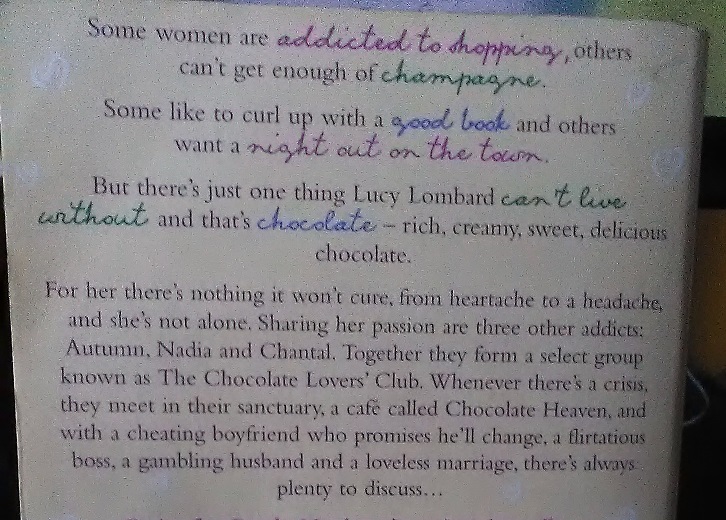 Some women are addicted to shopping, others
can't get enough of champagne.
Some like to curl up with a good book and others
want a night out on the town.
But there's just one thing Lucy Lombard can't live
without and that's chocolate – rich, creamy, sweet, delicious
chocolate.
For her there's nothing it won't cure, from heartache to a headache,
and she's not alone. Sharing her passion are three other addicts:
Autumn, Nadia and Chantal. Together they form a select group
known as The Chocolate Lovers' Club. Whenever there's a crisis,
they meet in their sanctuary, a café called Chocolate Heaven, and
with a cheating boyfriend who promises he'll change, a flirtatious
boss, a gambling husband and a loveless marriage, there's always
plenty to discuss...